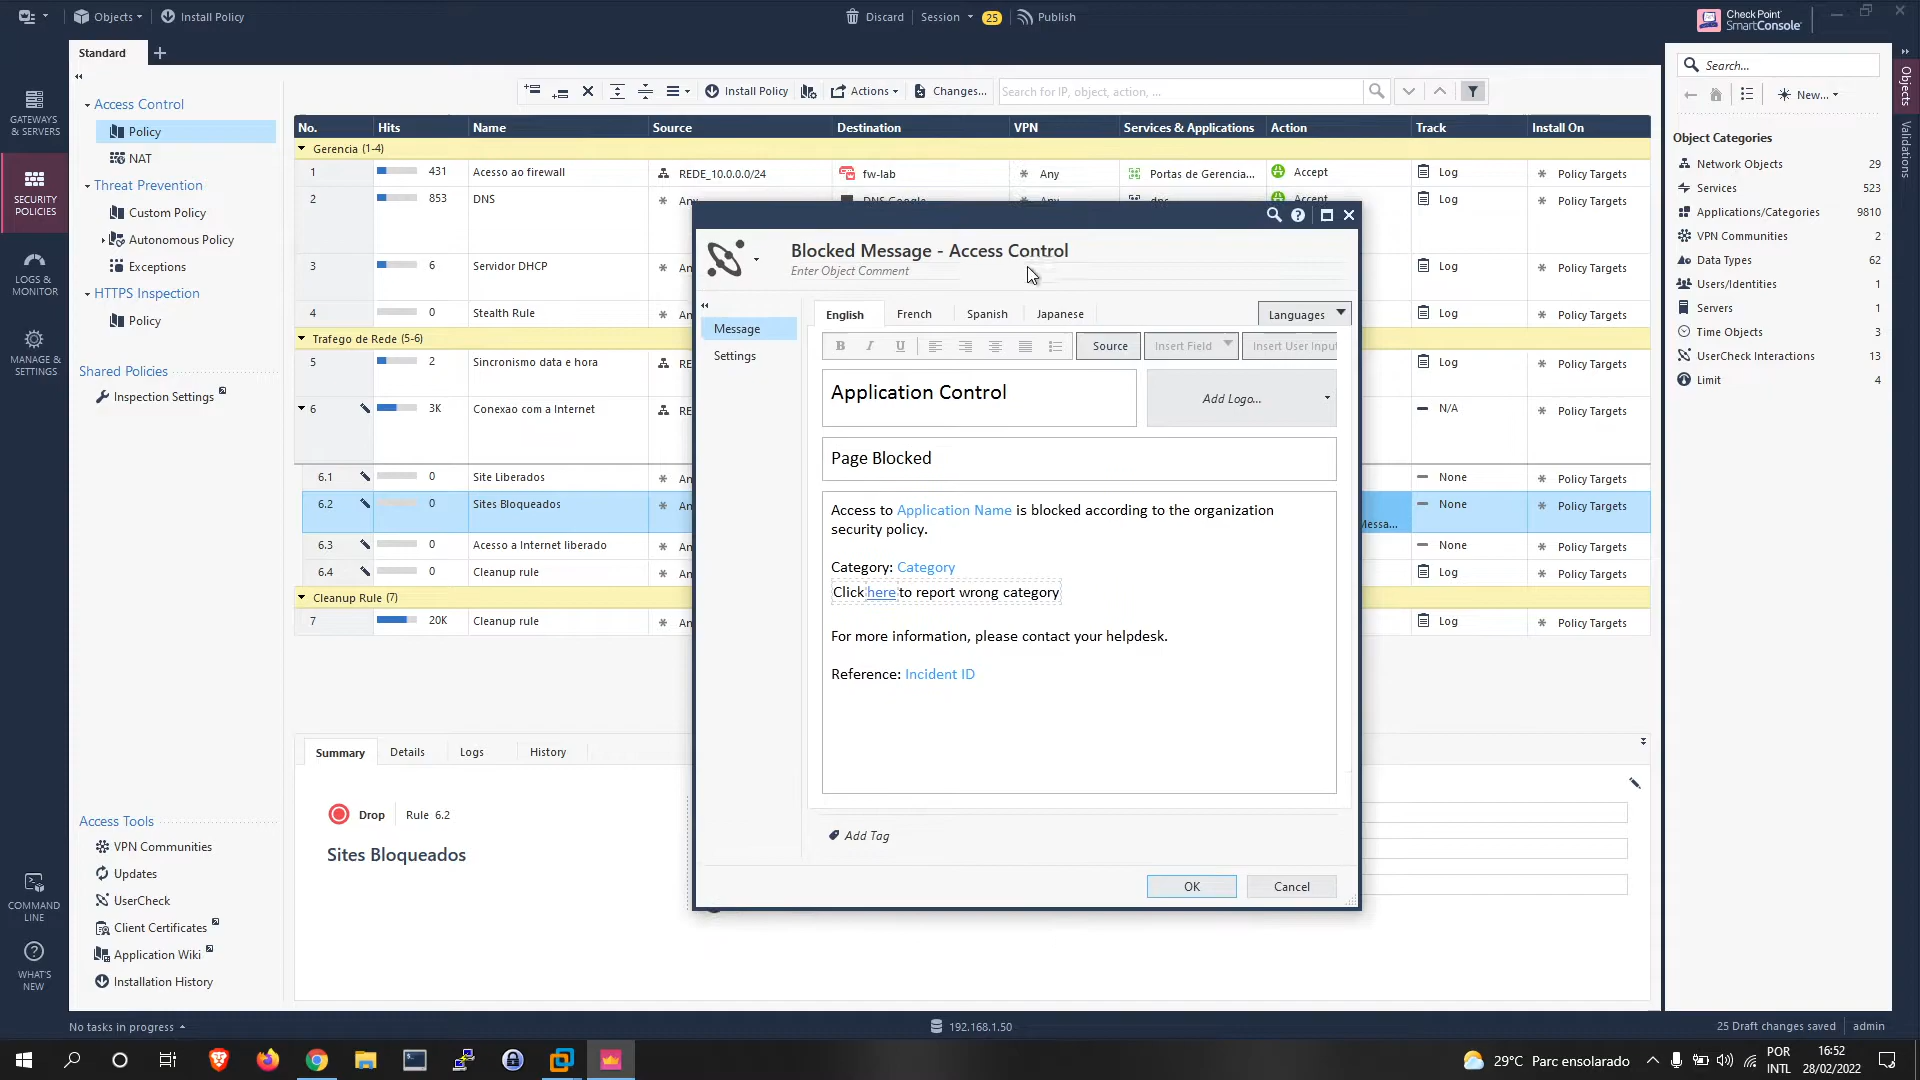 Objects
Install Policy
Discard
Session
25
Publish
Check Point
SmartConsole
Standard
GATEWAYS
& SERVERS
SECURITY
POLICIES
LOGS &
MONITOR
MANAGE &
SETTINGS
COMMAND
LINE
WHAT'S
NEW
Access Control
Policy
NAT
Threat Prevention
Custom Policy
Autonomous Policy
Exceptions
HTTPS Inspection
Policy
Shared Policies
Inspection Settings
Access Tools
VPN Communities
Updates
UserCheck
Client Certificates
Application Wiki
Installation History
Install Policy
Actions
Changes...
Search for IP, object, action, ...
No. Hits Name Source Destination VPN Services & Applications Action Track Install On
Gerencia (1-4)
1 431 Acesso ao firewall REDE_10.0.0.0/24 fw-lab Any Portas de Gerencia... Accept Log Policy Targets
2 853 DNS Any DNS Google Any dns Accept Log Policy Targets
3 6 Servidor DHCP An Log Policy Targets
4 0 Stealth Rule An Log Policy Targets
Trafego de Rede (5-6)
5 2 Sincronismo data e hora RE Log Policy Targets
6 3K Conexao com a Internet RE N/A Policy Targets
6.1 0 Site Liberados An None Policy Targets
6.2 0 Sites Bloqueados An Messa... None Policy Targets
6.3 0 Acesso a Internet liberado An None Policy Targets
6.4 0 Cleanup rule An Log Policy Targets
Cleanup Rule (7)
7 20K Cleanup rule An Log Policy Targets
Blocked Message - Access Control
Enter Object Comment
Message
Settings
English French Spanish Japanese Languages
B I U Source Insert Field Insert User Input
Application Control
Add Logo...
Page Blocked
Access to Application Name is blocked according to the organization
security policy.
Category: Category
Click here to report wrong category
For more information, please contact your helpdesk.
Reference: Incident ID
Add Tag
OK
Cancel
Summary Details Logs History
Drop
Rule 6.2
Sites Bloqueados
Search...
New...
Object Categories
Network Objects 29
Services 523
Applications/Categories 9810
VPN Communities 2
Data Types 62
Users/Identities 1
Servers 1
Time Objects 3
UserCheck Interactions 13
Limit 4
Objects
Validations
No tasks in progress
192.168.1.50
25 Draft changes saved
admin
29°C Parc ensolarado
POR
INTL
16:52
28/02/2022